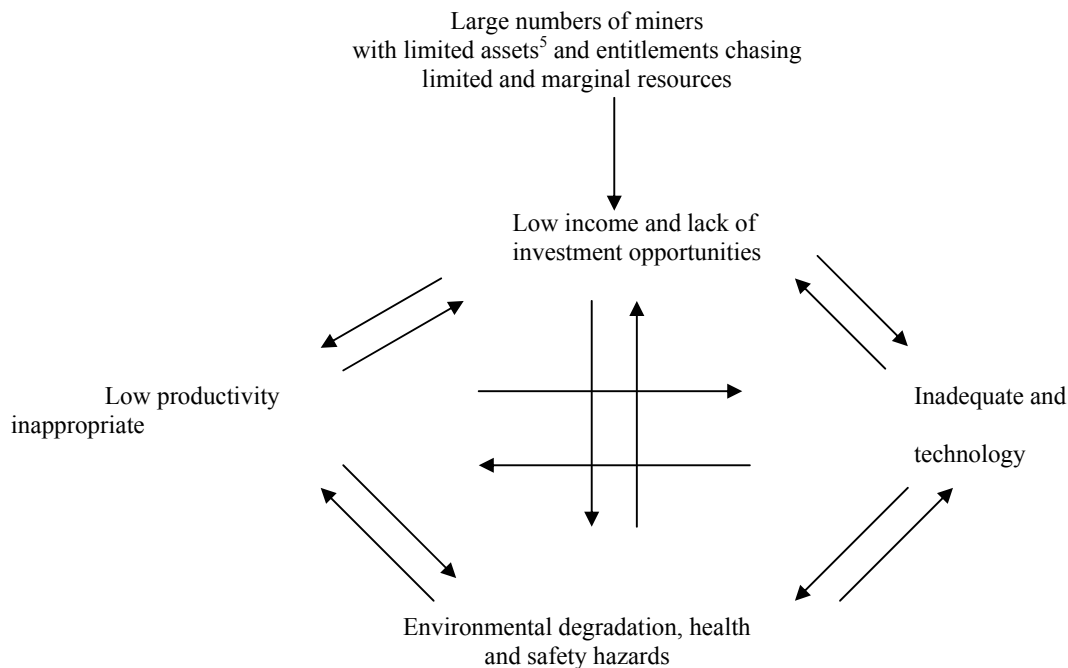 Large numbers of miners
with limited assets5 and entitlements chasing
limited and marginal resources
Low income and lack of
investment opportunities
Low productivity
inappropriate
Inadequate and
technology
Environmental degradation, health
and safety hazards